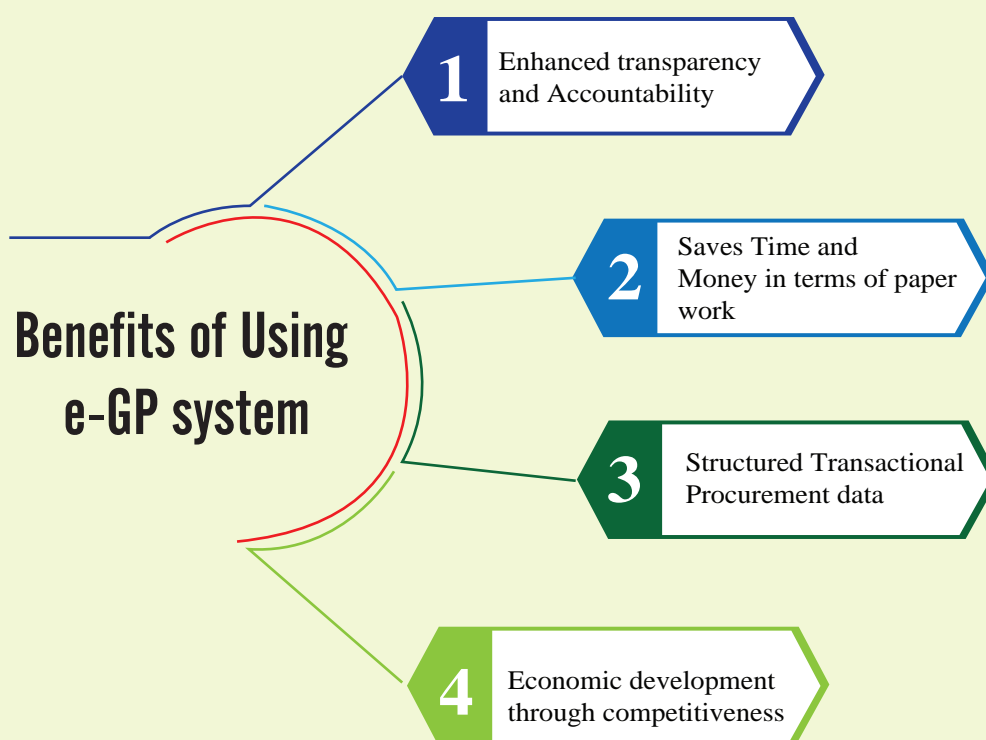 Benefits of Using
e-GP system
1
Enhanced transparency
and Accountability
2
Saves Time and
Money in terms of paper
work
3
Structured Transactional
Procurement data
4
Economic development
through competitiveness